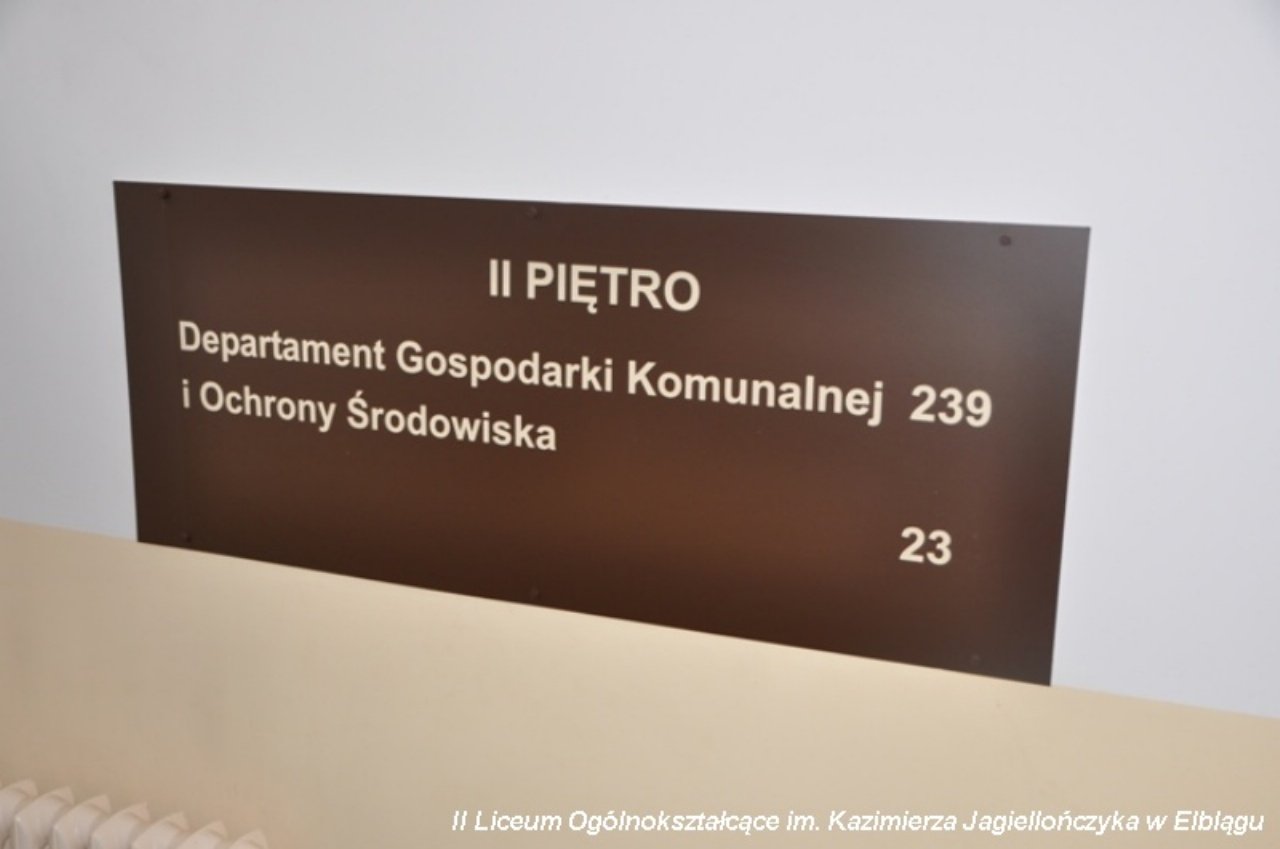 II PIĘTRO
Departament Gospodarki Komunalnej 239
i Ochrony Środowiska
23
II Liceum Ogólnokształcące im. Kazimierza Jagiellończyka w Elblągu